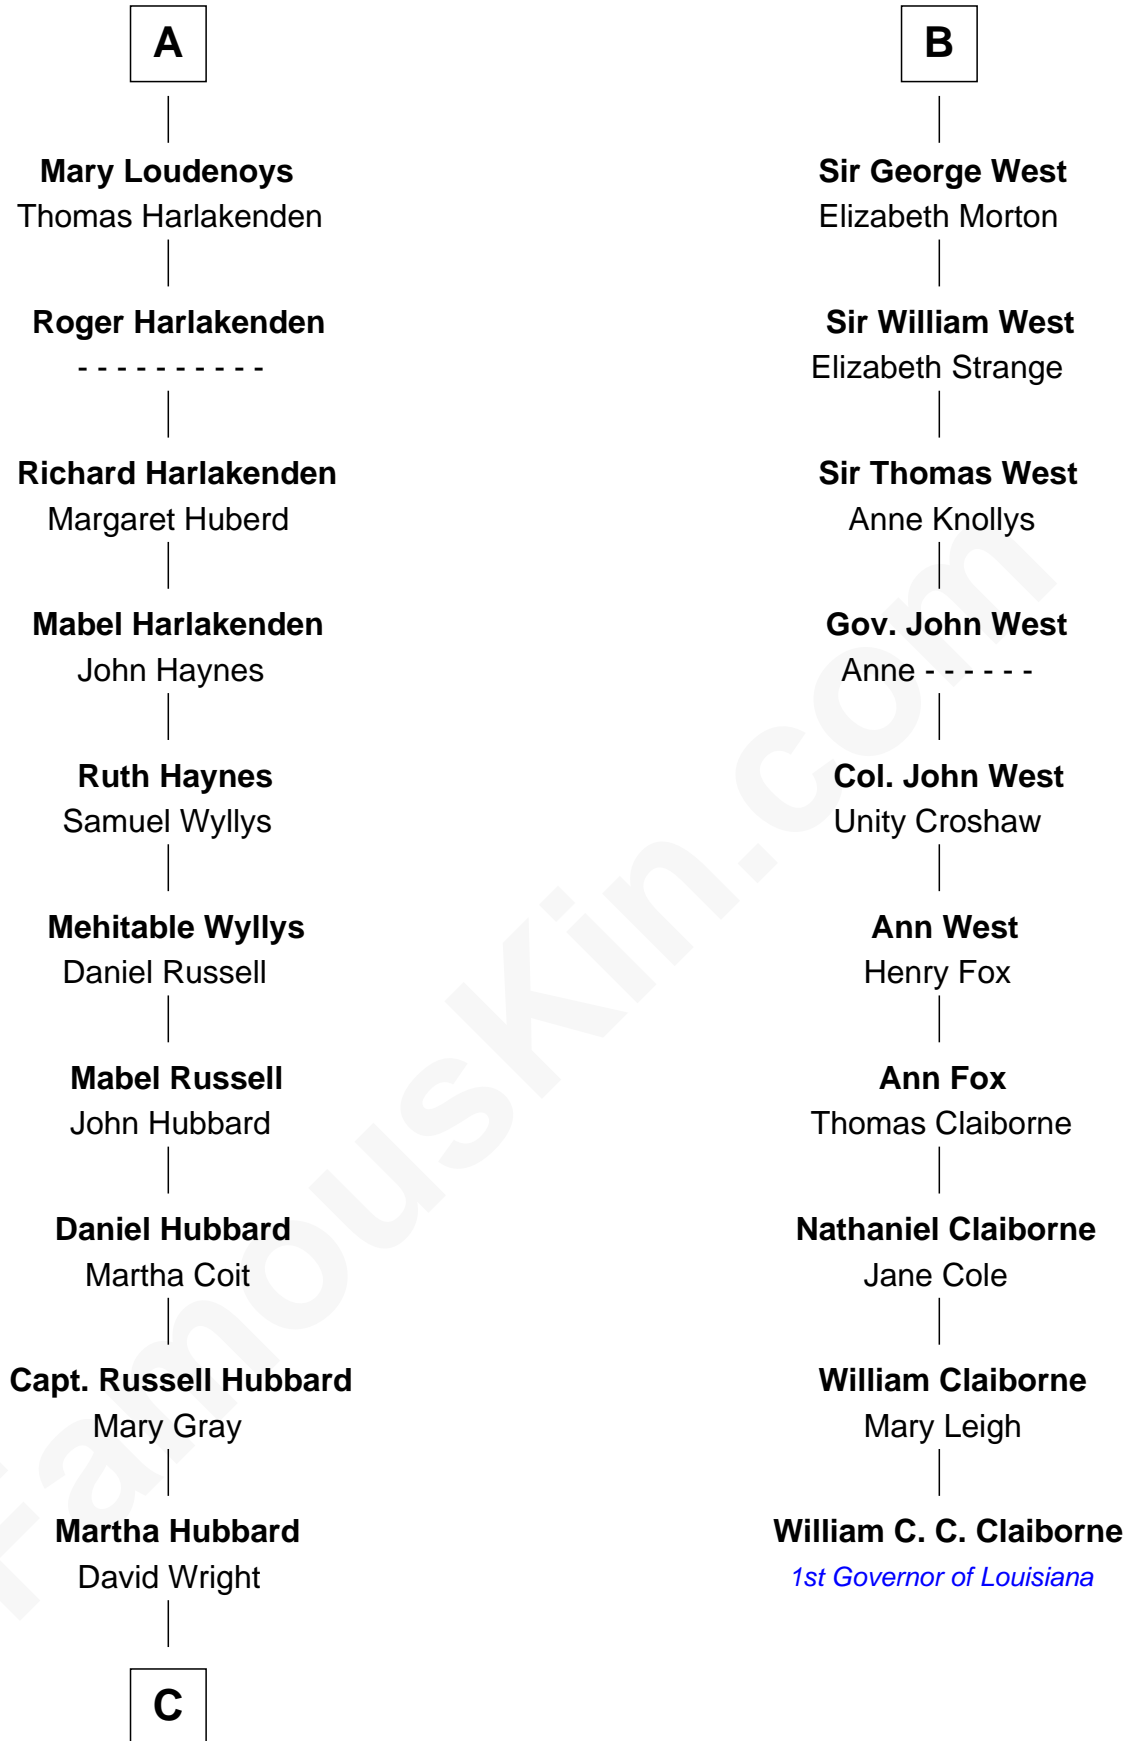 A
Mary Loudenoys
Thomas Harlakenden
Roger Harlakenden
- - - - - - - - - -
Richard Harlakenden
Margaret Huberd
Mabel Harlakenden
John Haynes
Ruth Haynes
Samuel Wyllys
Mehitable Wyllys
Daniel Russell
Mabel Russell
John Hubbard
Daniel Hubbard
Martha Coit
Capt. Russell Hubbard
Mary Gray
Martha Hubbard
David Wright
C
B
Sir George West
Elizabeth Morton
Sir William West
Elizabeth Strange
Sir Thomas West
Anne Knollys
Gov. John West
Anne - - - - - -
Col. John West
Unity Croshaw
Ann West
Henry Fox
Ann Fox
Thomas Claiborne
Nathaniel Claiborne
Jane Cole
William Claiborne
Mary Leigh
William C. C. Claiborne
1st Governor of Louisiana
FamousKin.com